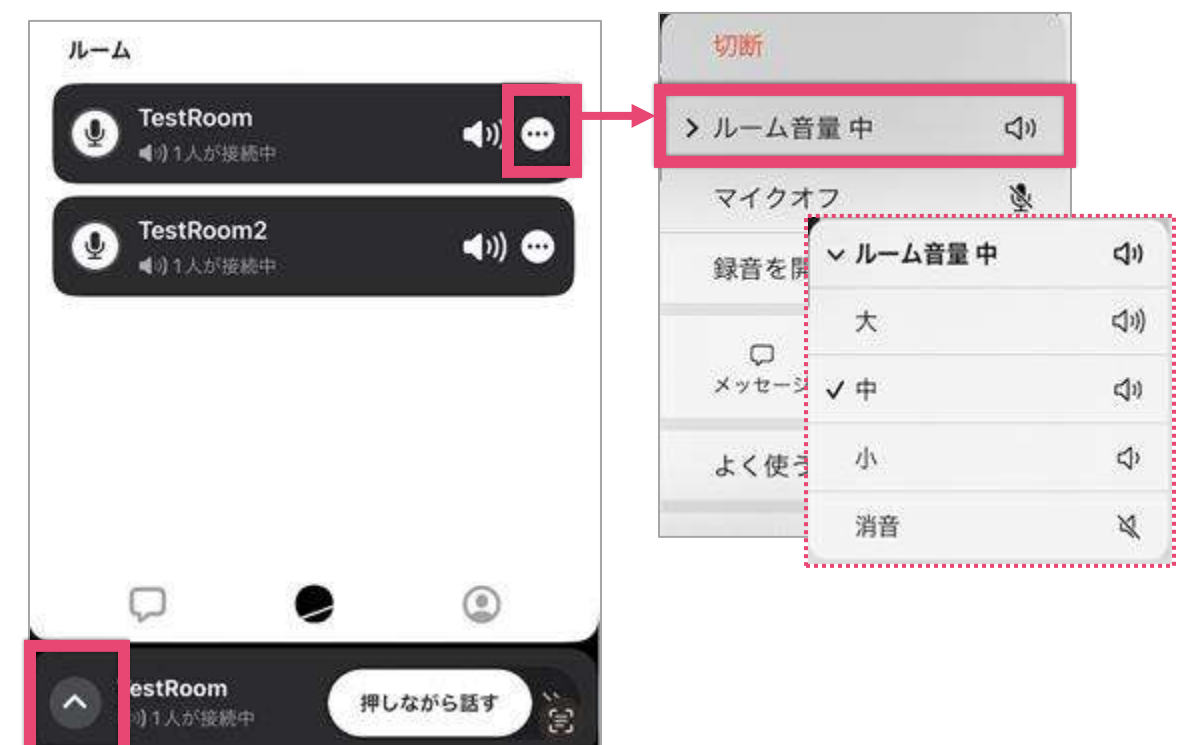 ルーム
TestRoom
1人が接続中
TestRoom2
1人が接続中
estRoom
1人が接続中
押しながら話す
切断
ルーム音量 中
マイクオフ
録音を開
メッセージ
よく使う
ルーム音量 中
大
中
小
消音